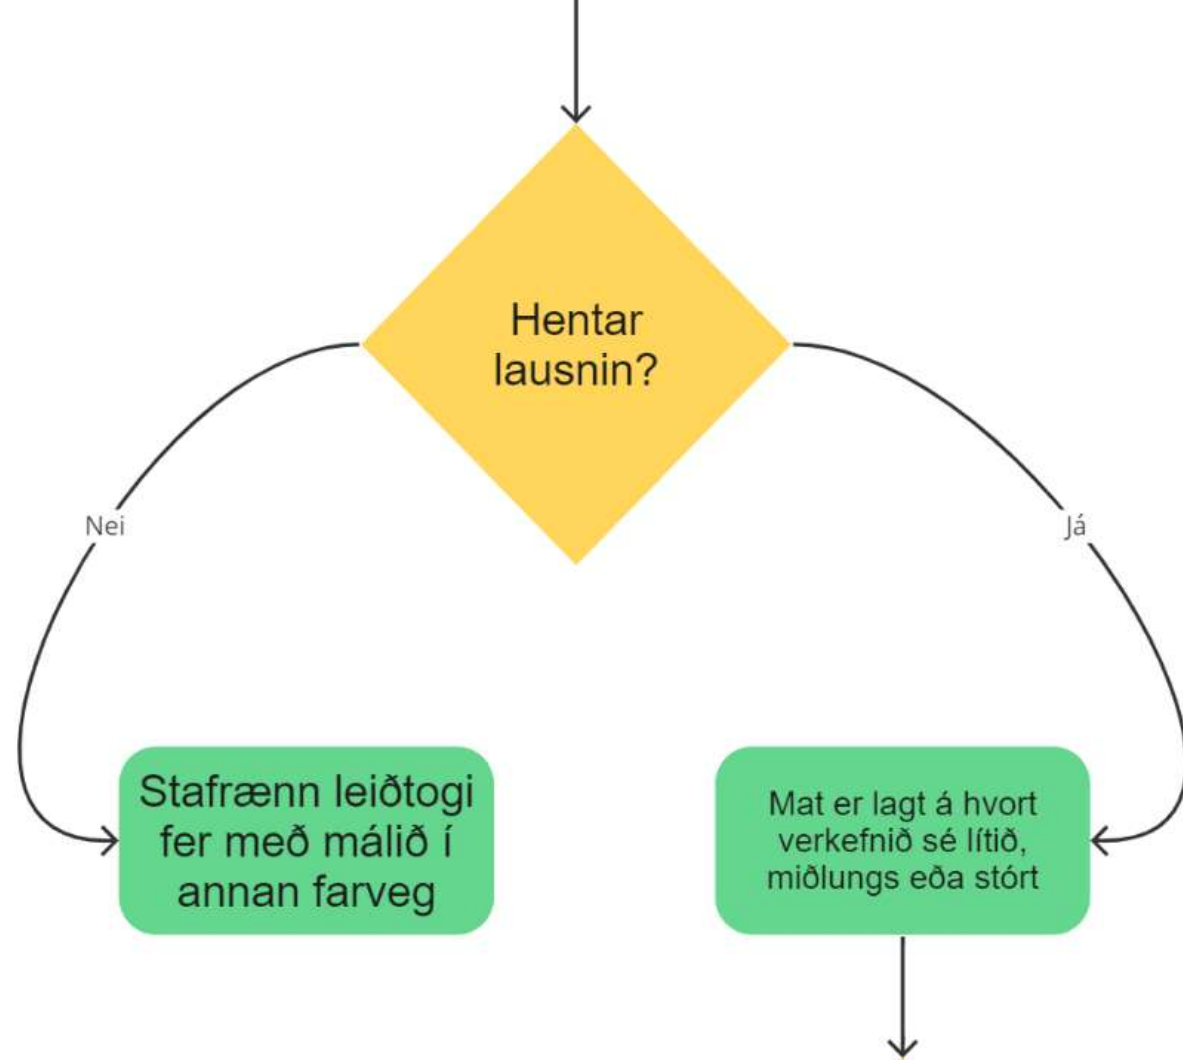 Hentar
lausnin?
Nei
Já
Stafrænn leiðtogi
fer með málið í
annan farveg
Mat er lagt á hvort
verkefnið sé lítið,
miðlungs eða stórt